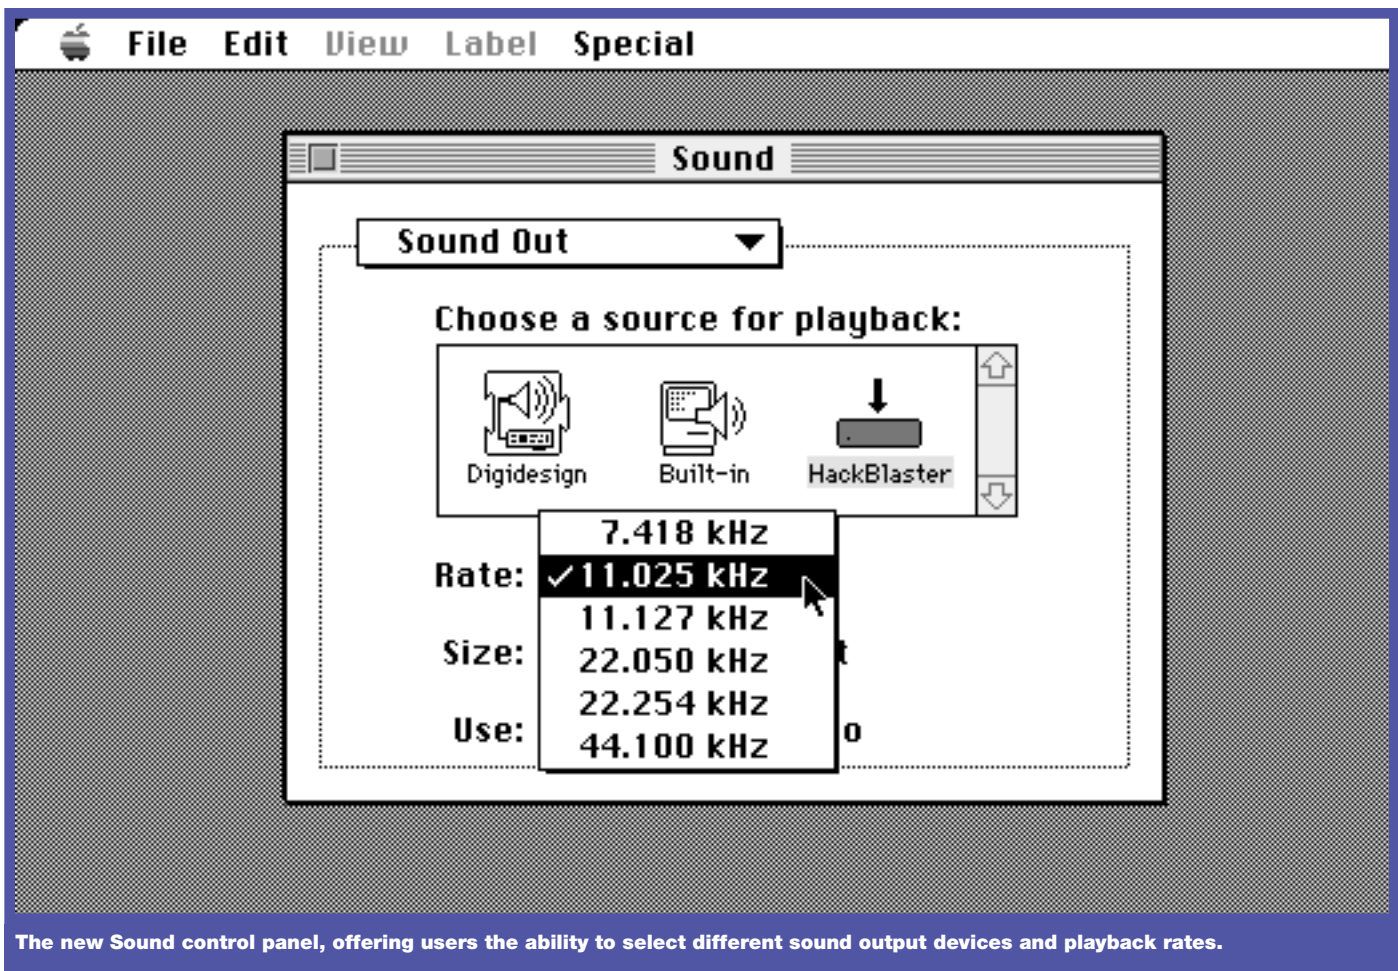 File Edit View Label Special
Sound
Sound Out
Choose a source for playback:
Digidesign Built-in HackBlaster
7.418 kHz
Rate: ✓11.025 kHz
11.127 kHz
Size: 22.050 kHz t
22.254 kHz
Use: 44.100 kHz o
The new Sound control panel, offering users the ability to select different sound output devices and playback rates.